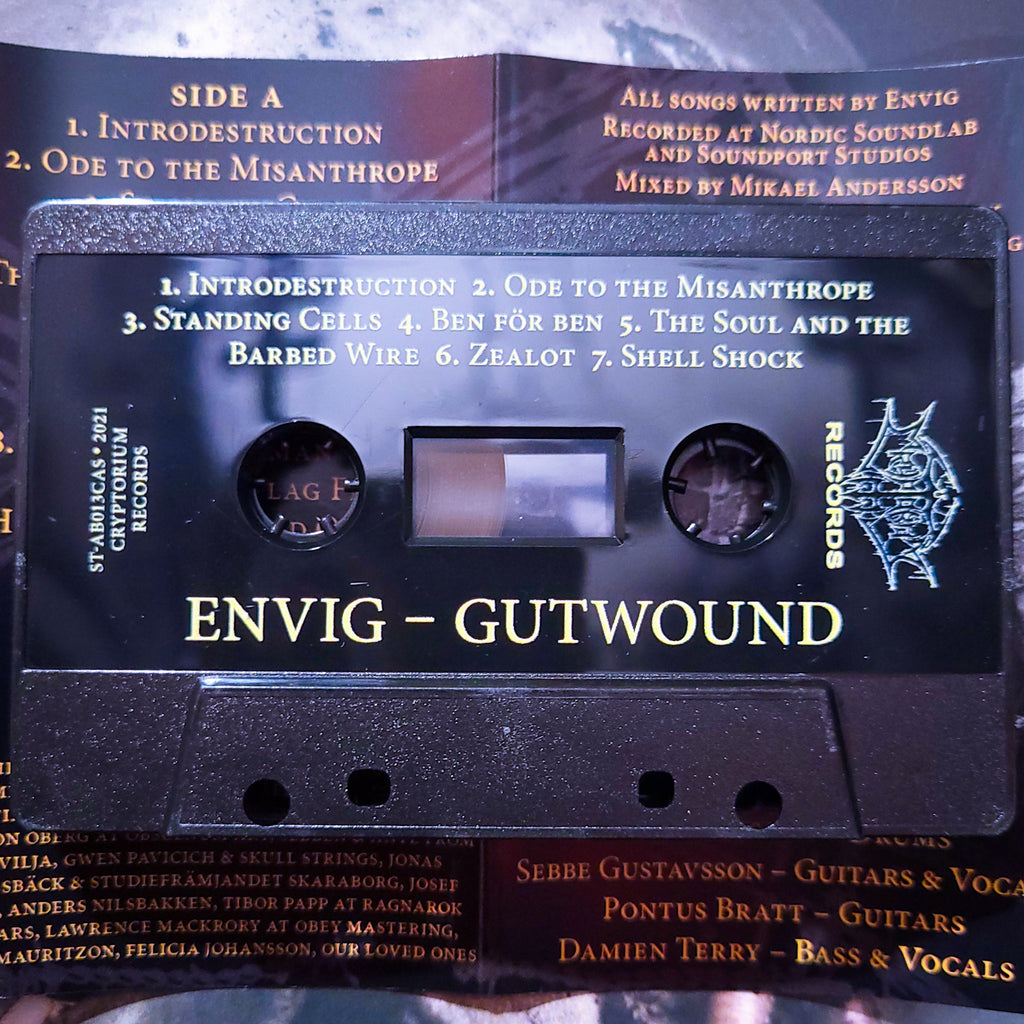 SIDE A
1. INTRODESTRUCTION
2. ODE TO THE MISANTHROPE
ALL SONGS WRITTEN BY ENVIG
RECORDED AT NORDIC SOUNDLAB
AND SOUNDPORT STUDIOS
MIXED BY MIKAEL ANDERSSON
1. INTRODESTRUCTION 2. ODE TO THE MISANTHROPE
3. STANDING CELLS 4. BEN FÖR BEN 5. THE SOUL AND THE
BARBED WIRE 6. ZEALOT 7. SHELL SHOCK
ST-AB013CAS • 2021
CRYPTORIUM
RECORDS
LAG F
RECORDS
ENVIG – GUTWOUND
VILJA, GWEN PAVICICH & SKULL STRINGS, JONAS
SBÄCK & STUDIEFRÄMJANDET SKARABORG, JOSEF
, ANDERS NILSBAKKEN, TIBOR PAPP AT RAGNAROK
ARS, LAWRENCE MACKRORY AT OBEY MASTERING,
MAURITZON, FELICIA JOHANSSON, OUR LOVED ONES
DRUMS
SEBBE GUSTAVSSON – GUITARS & VOCA
PONTUS BRATT – GUITARS
DAMIEN TERRY – BASS & VOCALS